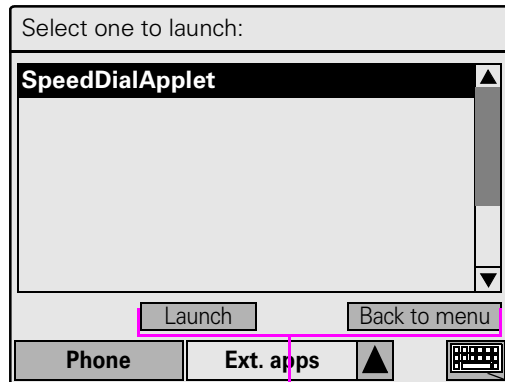 Select one to launch:
SpeedDialApplet
Launch
Back to menu
Phone
Ext. apps